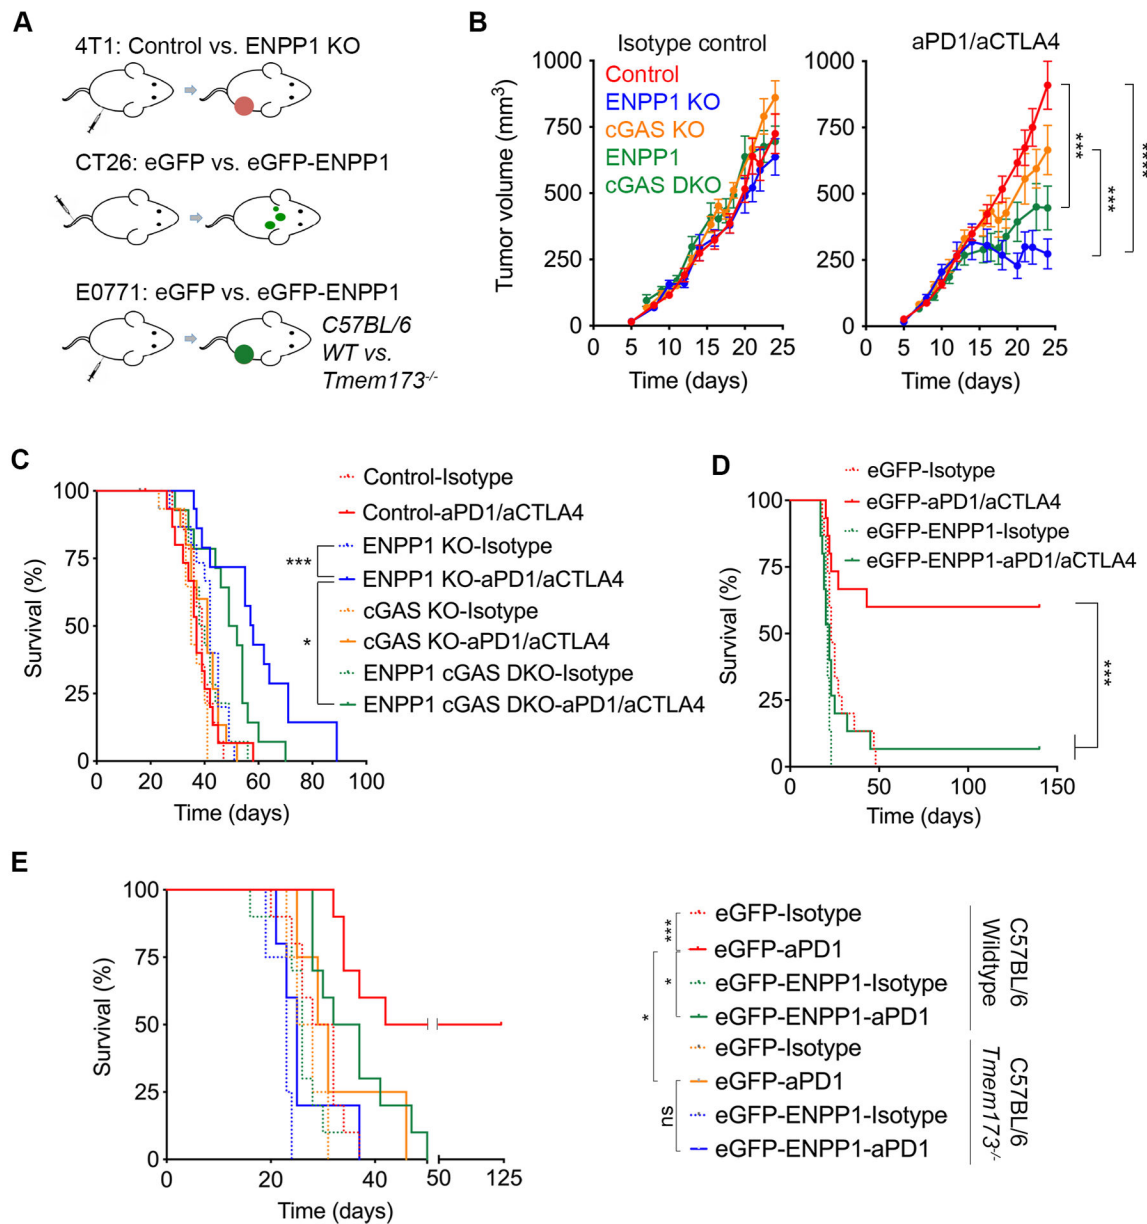 A
4T1: Control vs. ENPP1 KO
CT26: eGFP vs. eGFP-ENPP1
E0771: eGFP vs. eGFP-ENPP1
C57BL/6
WT vs.
Tmem173-/-
B
Isotype control
aPD1/aCTLA4
Control
ENPP1 KO
cGAS KO
ENPP1
cGAS DKO
Tumor volume (mm3)
1000
750
500
250
0
0 5 10 15 20 25
Time (days)
1000
750
500
250
0
0 5 10 15 20 25
Time (days)
***
***
****
C
Survival (%)
100
75
50
25
0
0 20 40 60 80 100
Time (days)
Control-Isotype
Control-aPD1/aCTLA4
ENPP1 KO-Isotype
ENPP1 KO-aPD1/aCTLA4
cGAS KO-Isotype
cGAS KO-aPD1/aCTLA4
ENPP1 cGAS DKO-Isotype
ENPP1 cGAS DKO-aPD1/aCTLA4
***
*
D
eGFP-Isotype
eGFP-aPD1/aCTLA4
eGFP-ENPP1-Isotype
eGFP-ENPP1-aPD1/aCTLA4
Survival (%)
100
75
50
25
0
0 50 100 150
Time (days)
***
E
Survival (%)
100
75
50
25
0
0 20 40 50 125
Time (days)
eGFP-Isotype
eGFP-aPD1
eGFP-ENPP1-Isotype
eGFP-ENPP1-aPD1
eGFP-Isotype
eGFP-aPD1
eGFP-ENPP1-Isotype
eGFP-ENPP1-aPD1
***
*
*
ns
C57BL/6
Wildtype
C57BL/6
Tmem173-/-